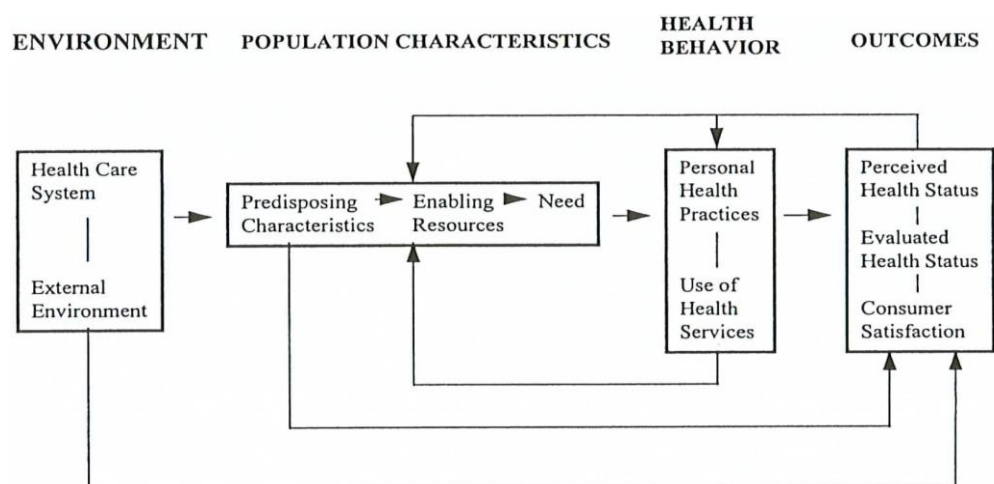 ENVIRONMENT
POPULATION CHARACTERISTICS
HEALTH
BEHAVIOR
OUTCOMES
Health Care
System
External
Environment
Predisposing
Characteristics
Enabling
Resources
Need
Personal
Health
Practices
Use of
Health
Services
Perceived
Health Status
Evaluated
Health Status
Consumer
Satisfaction